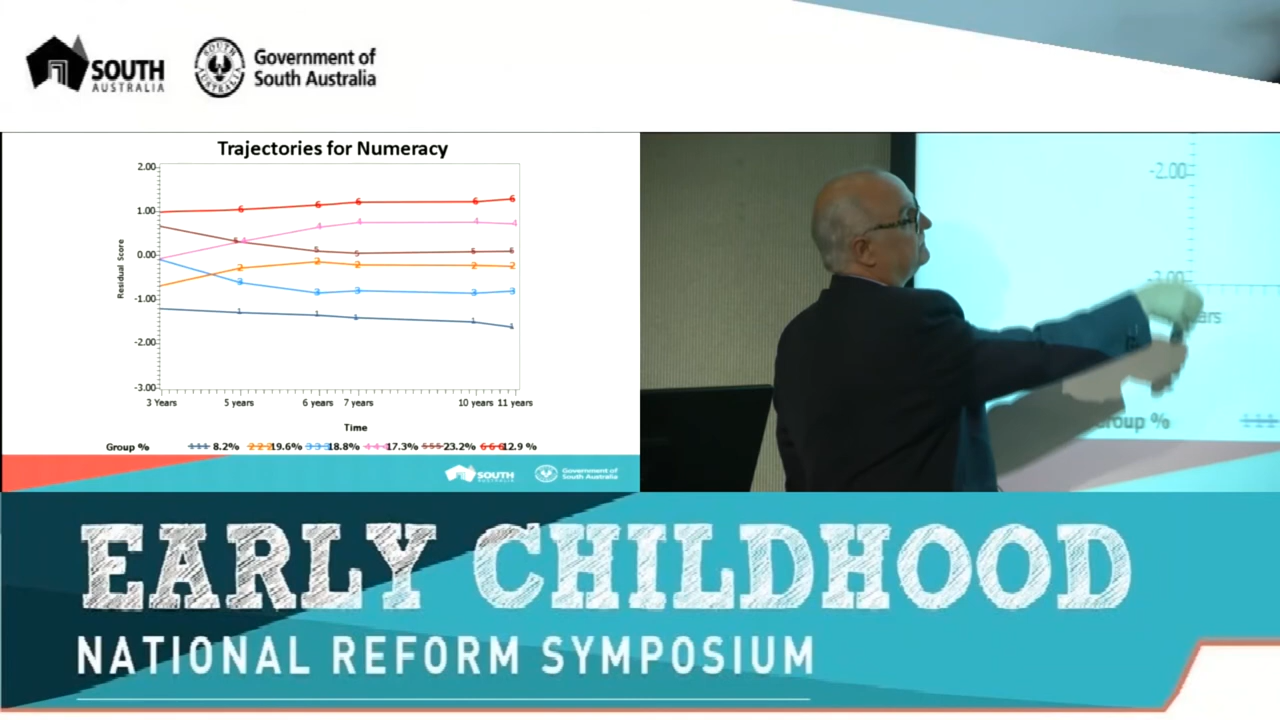 SOUTH
AUSTRALIA
Government of
South Australia
Trajectories for Numeracy
2.00
1.00
0.00
-1.00
-2.00
-3.00
Residual Score
3 Years
5 years
6 years
7 years
10 years
11 years
Time
Group %
8.2%
19.6%
18.8%
17.3%
23.2%
12.9 %
SOUTH
AUSTRALIA
Government of
South Australia
-2.00
-3.00
ars
Group %
EARLY CHILDHOOD
NATIONAL REFORM SYMPOSIUM